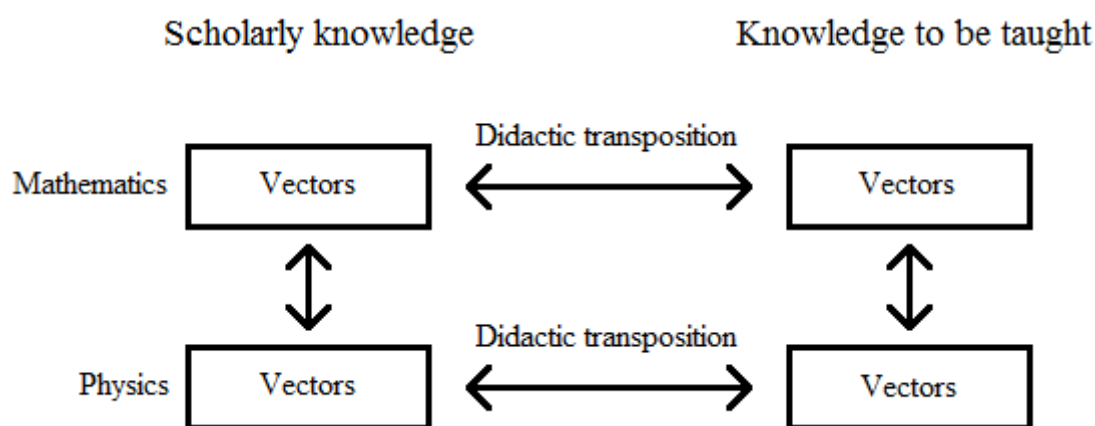 Scholarly knowledge
Knowledge to be taught
Didactic transposition
Mathematics
Vectors
Vectors
Didactic transposition
Physics
Vectors
Vectors